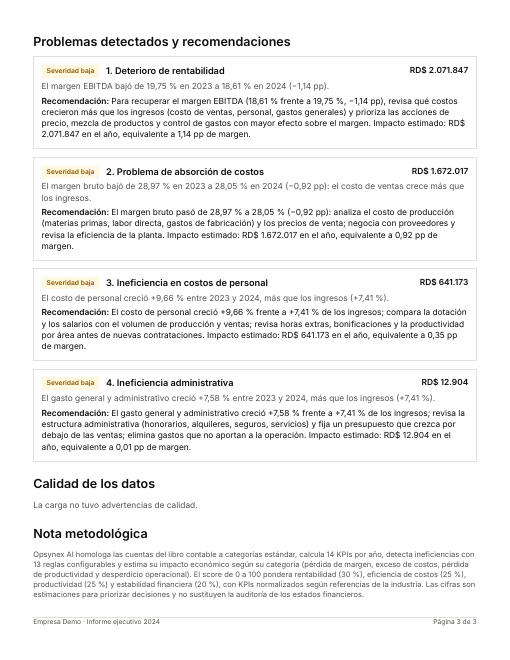 Problemas detectados y recomendaciones
Severidad baja 1. Deterioro de rentabilidad RD$ 2.071.847
El margen EBITDA bajó de 19,75 % en 2023 a 18,61 % en 2024 (−1,14 pp).
Recomendación: Para recuperar el margen EBITDA (18,61 % frente a 19,75 %, −1,14 pp), revisa qué costos
crecieron más que los ingresos (costo de ventas, personal, gastos generales) y prioriza las acciones de
precio, mezcla de productos y control de gastos con mayor efecto sobre el margen. Impacto estimado: RD$
2.071.847 en el año, equivalente a 1,14 pp de margen.
Severidad baja 2. Problema de absorción de costos RD$ 1.672.017
El margen bruto bajó de 28,97 % en 2023 a 28,05 % en 2024 (−0,92 pp): el costo de ventas crece más que
los ingresos.
Recomendación: El margen bruto pasó de 28,97 % a 28,05 % (−0,92 pp): analiza el costo de producción
(materias primas, labor directa, gastos de fabricación) y los precios de venta; negocia con proveedores y
revisa la eficiencia de la planta. Impacto estimado: RD$ 1.672.017 en el año, equivalente a 0,92 pp de
margen.
Severidad baja 3. Ineficiencia en costos de personal RD$ 641.173
El costo de personal creció +9,66 % entre 2023 y 2024, más que los ingresos (+7,41 %).
Recomendación: El costo de personal creció +9,66 % frente a +7,41 % de los ingresos; compara la dotación
y los salarios con el volumen de producción y ventas; revisa horas extras, bonificaciones y la productividad
por área antes de nuevas contrataciones. Impacto estimado: RD$ 641.173 en el año, equivalente a 0,35 pp
de margen.
Severidad baja 4. Ineficiencia administrativa RD$ 12.904
El gasto general y administrativo creció +7,58 % entre 2023 y 2024, más que los ingresos (+7,41 %).
Recomendación: El gasto general y administrativo creció +7,58 % frente a +7,41 % de los ingresos; revisa la
estructura administrativa (honorarios, alquileres, seguros, servicios) y fija un presupuesto que crezca por
debajo de las ventas; elimina gastos que no aportan a la operación. Impacto estimado: RD$ 12.904 en el
año, equivalente a 0,01 pp de margen.
Calidad de los datos
La carga no tuvo advertencias de calidad.
Nota metodológica
Opsynex AI homologa las cuentas del libro contable a categorías estándar, calcula 14 KPIs por año, detecta ineficiencias con
13 reglas configurables y estima su impacto económico según su categoría (pérdida de margen, exceso de costos, pérdida
de productividad y desperdicio operacional). El score de 0 a 100 pondera rentabilidad (30 %), eficiencia de costos (25 %),
productividad (25 %) y estabilidad financiera (20 %), con KPIs normalizados según referencias de la industria. Las cifras son
estimaciones para priorizar decisiones y no sustituyen la auditoría de los estados financieros.
Empresa Demo · Informe ejecutivo 2024 Página 3 de 3